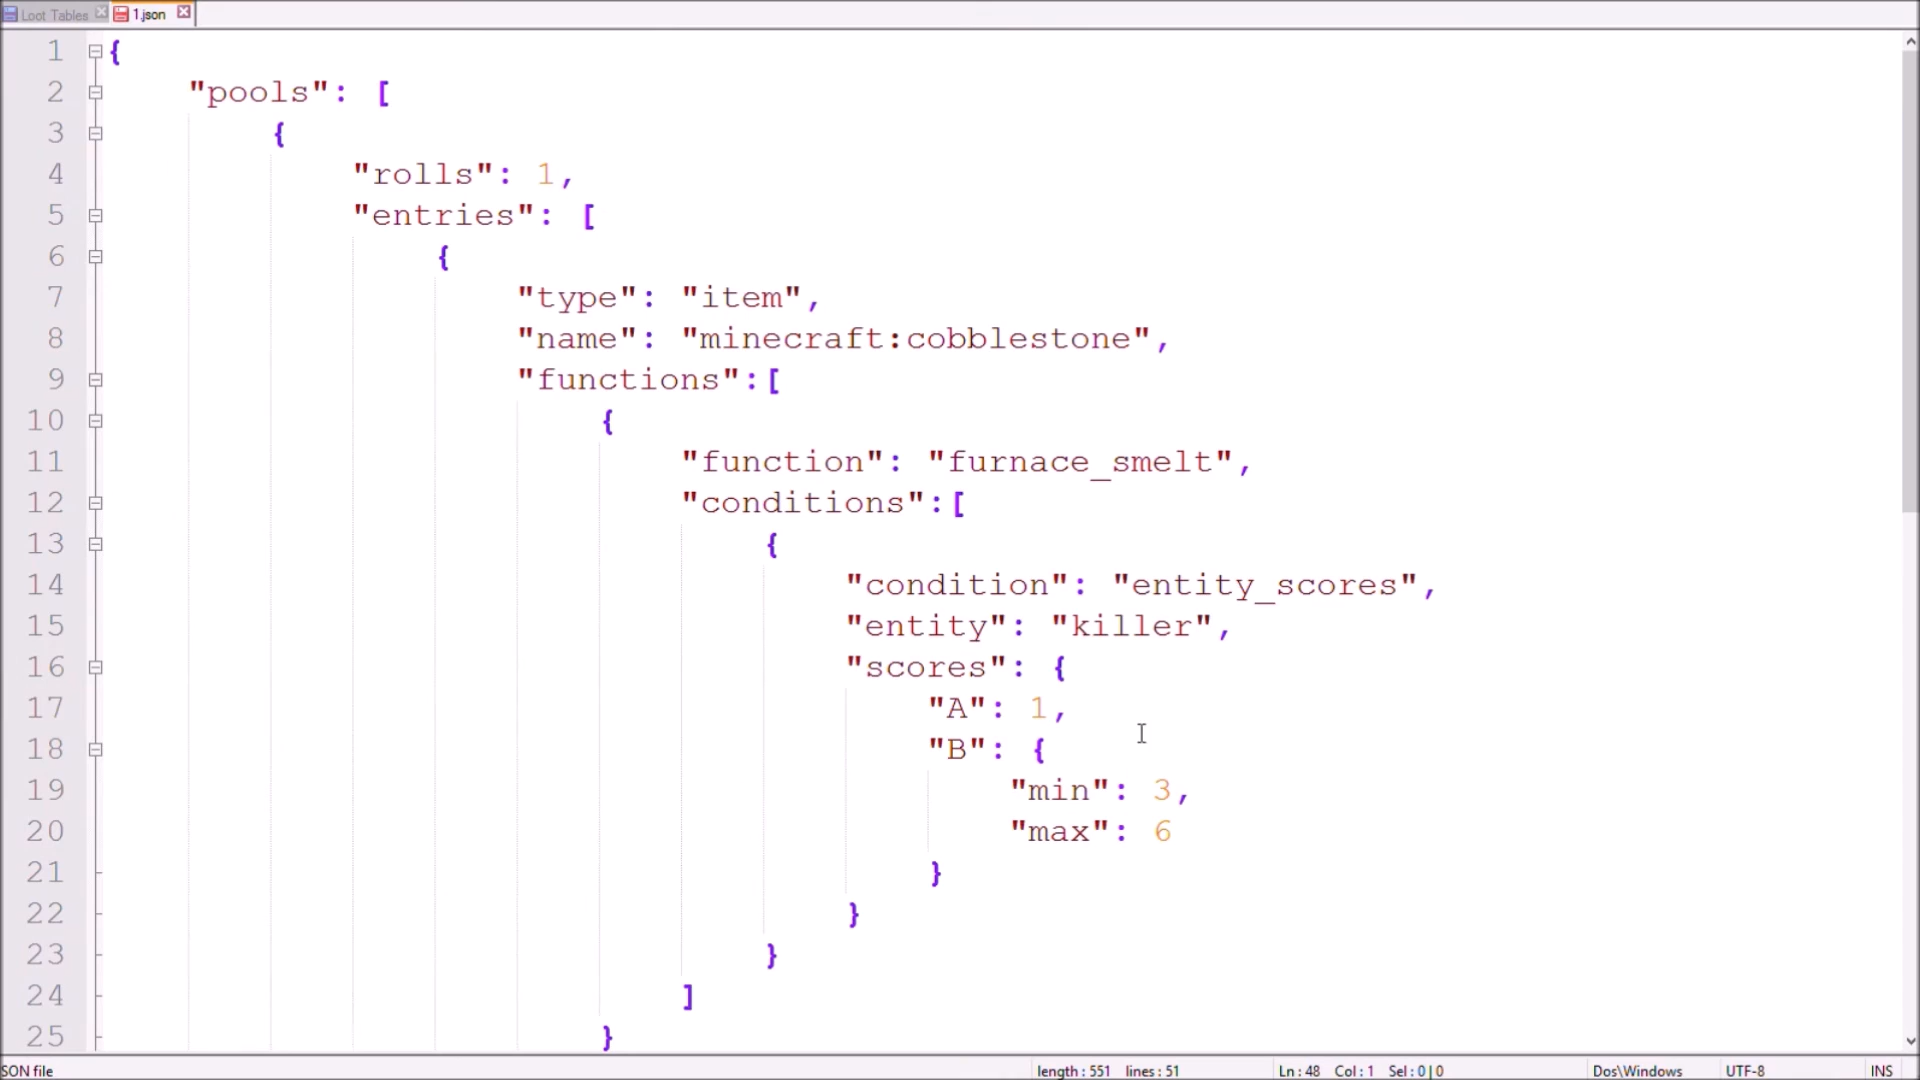 Loot Tables 1.json
1 {
2 "pools": [
3 {
4 "rolls": 1,
5 "entries": [
6 {
7 "type": "item",
8 "name": "minecraft:cobblestone",
9 "functions":[
10 {
11 "function": "furnace_smelt",
12 "conditions":[
13 {
14 "condition": "entity_scores",
15 "entity": "killer",
16 "scores": {
17 "A": 1,
18 "B": {
19 "min": 3,
20 "max": 6
21 }
22 }
23 }
24 ]
25 }
SON file length : 551 lines : 51 Ln : 48 Col : 1 Sel : 0 | 0 Dos\Windows UTF-8 INS